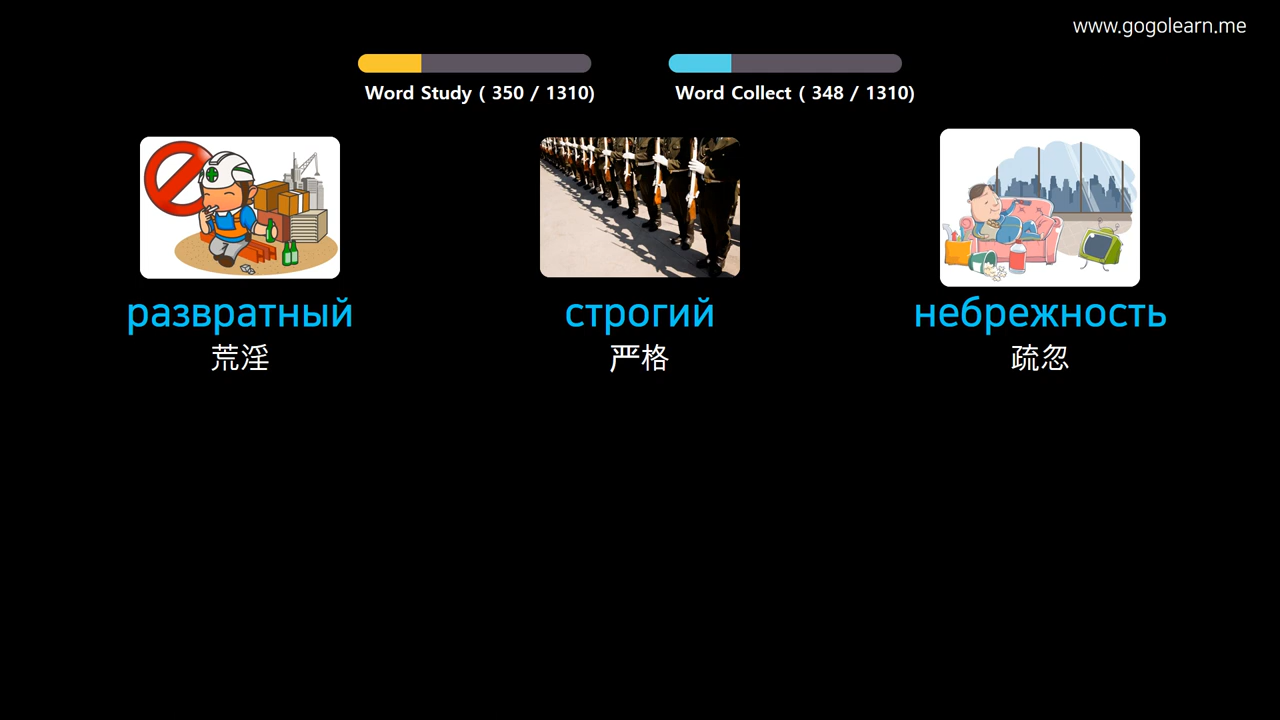 www.gogolearn.me
Word Study ( 350 / 1310)
Word Collect ( 348 / 1310)
развратный
строгий
небрежность
荒淫
严格
疏忽